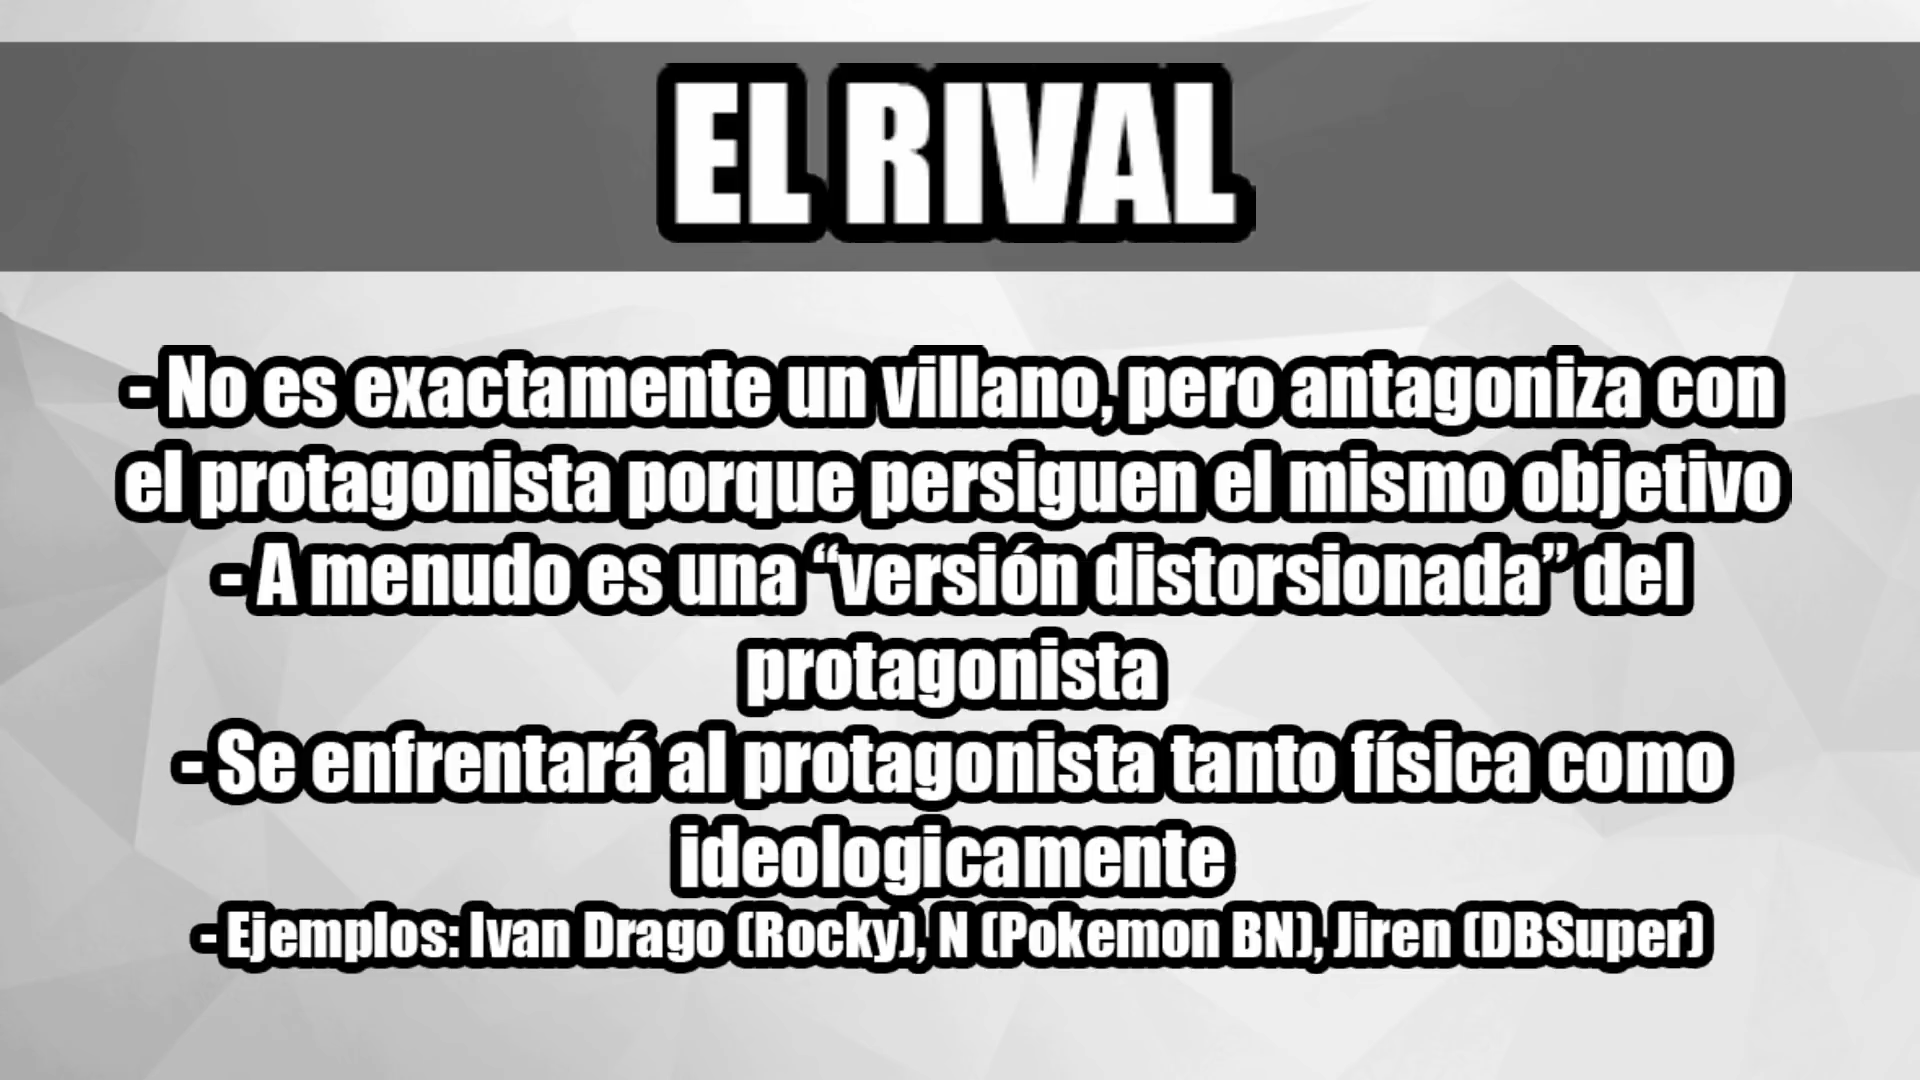 EL RIVAL
- No es exactamente un villano, pero antagoniza con
el protagonista porque persiguen el mismo objetivo
- A menudo es una “versión distorsionada” del
protagonista
- Se enfrentará al protagonista tanto física como
ideologicamente
- Ejemplos: Ivan Drago (Rocky), N (Pokemon BN), Jiren (DBSuper)